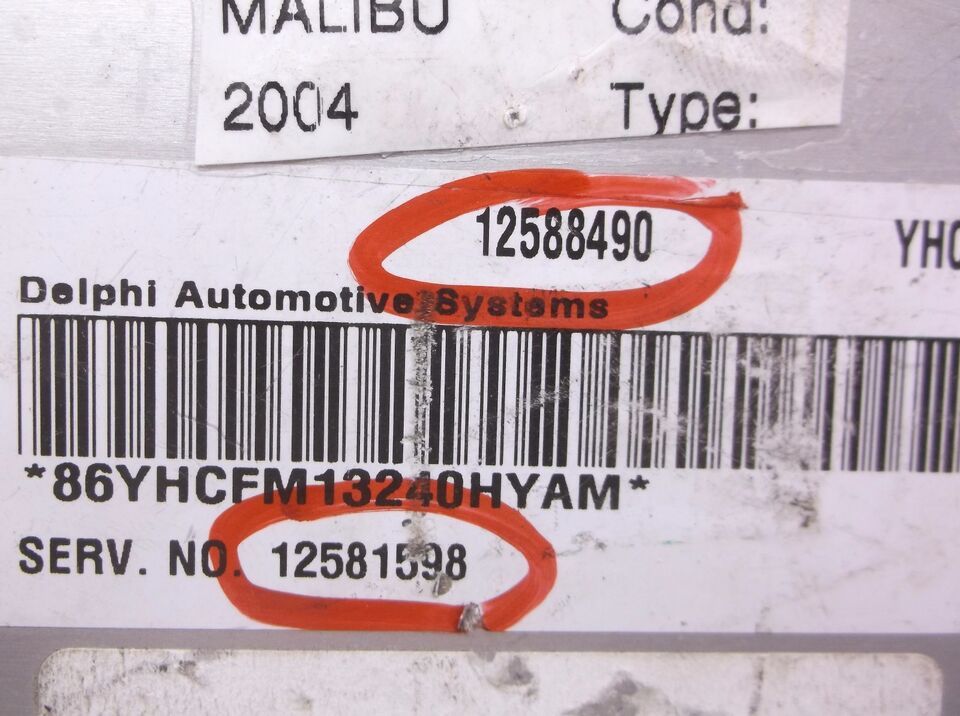 MALIBU Cond:
2004 Type:
12588490 YHC
Delphi Automotive Systems
*86YHCFM13240HYAM*
SERV. NO. 12581598